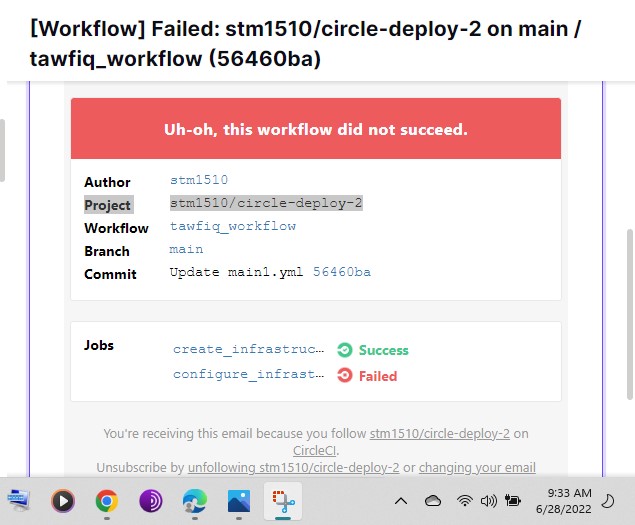 [Workflow] Failed: stm1510/circle-deploy-2 on main /
tawfiq_workflow (56460ba)
Uh-oh, this workflow did not succeed.
Author stm1510
Project stm1510/circle-deploy-2
Workflow tawfiq_workflow
Branch main
Commit Update main1.yml 56460ba
Jobs create_infrastruc… Success
configure_infrast… Failed
You're receiving this email because you follow stm1510/circle-deploy-2 on
CircleCI.
Unsubscribe by unfollowing stm1510/circle-deploy-2 or changing your email
9:33 AM
6/28/2022